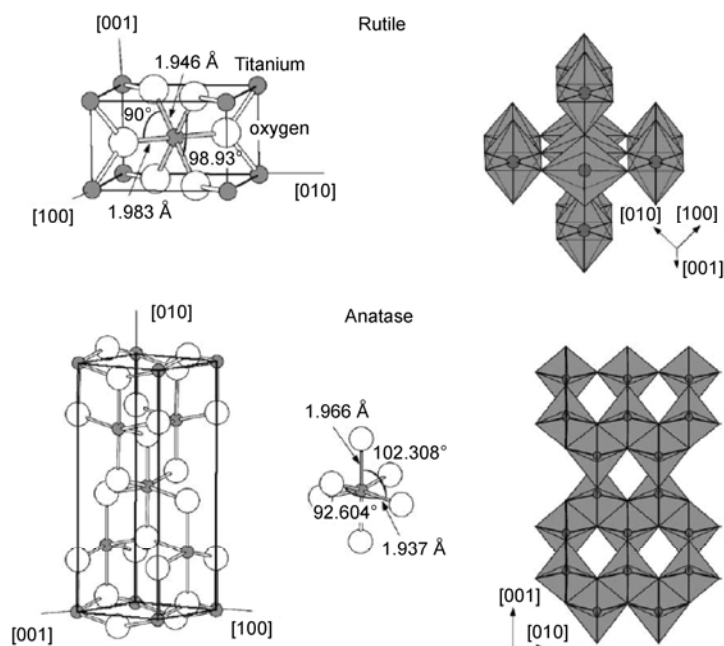 Rutile
[001]
1.946 Å
Titanium
90°
oxygen
98.93°
[010]
[100]
1.983 Å
[010]
[100]
[001]
Anatase
[010]
1.966 Å
102.308°
92.604°
1.937 Å
[001]
[100]
[001]
[010]